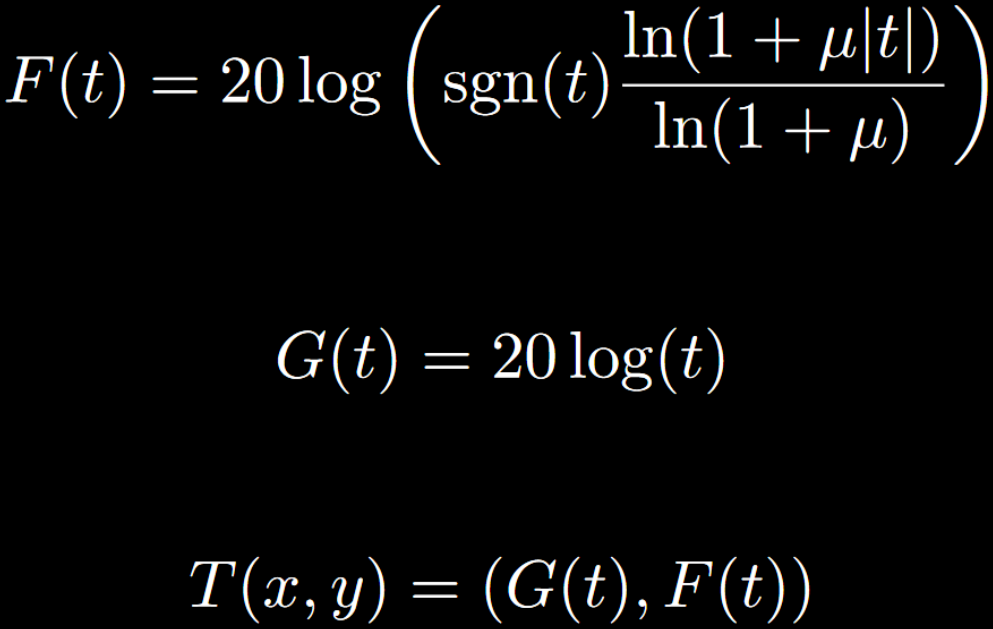 F(t) = 20 log ( sgn(t) ln(1 + μ|t|) / ln(1 + μ) )
G(t) = 20 log(t)
T(x, y) = (G(t), F(t))